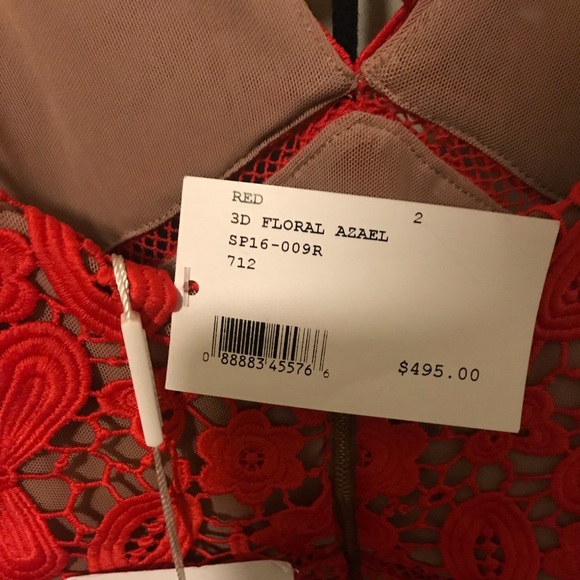 RED 2
3D FLORAL AZAEL
SP16-009R
712
0 88883 45576 6
$495.00